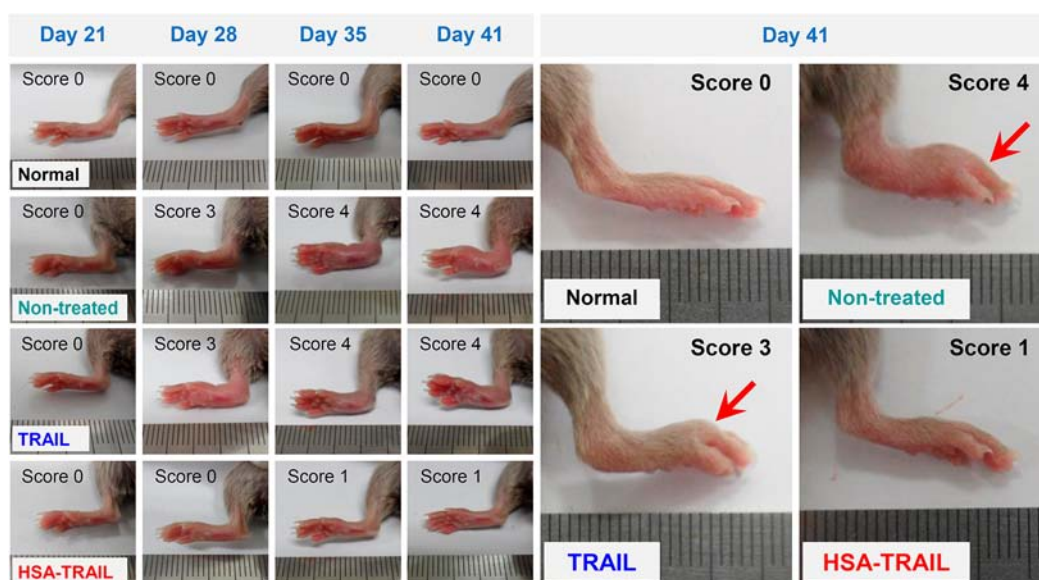 Day 21 Day 28 Day 35 Day 41 Day 41
Score 0 Score 0 Score 0 Score 0
Normal
Score 0 Score 3 Score 4 Score 4
Non-treated
Score 0 Score 3 Score 4 Score 4
TRAIL
Score 0 Score 0 Score 1 Score 1
HSA-TRAIL
Score 0 Score 4
Normal Non-treated
Score 3 Score 1
TRAIL HSA-TRAIL